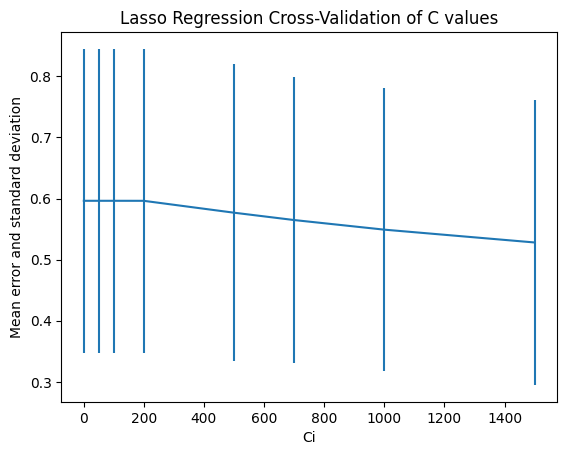 Lasso Regression Cross-Validation of C values
Mean error and standard deviation
0.8
0.7
0.6
0.5
0.4
0.3
0 200 400 600 800 1000 1200 1400
Ci